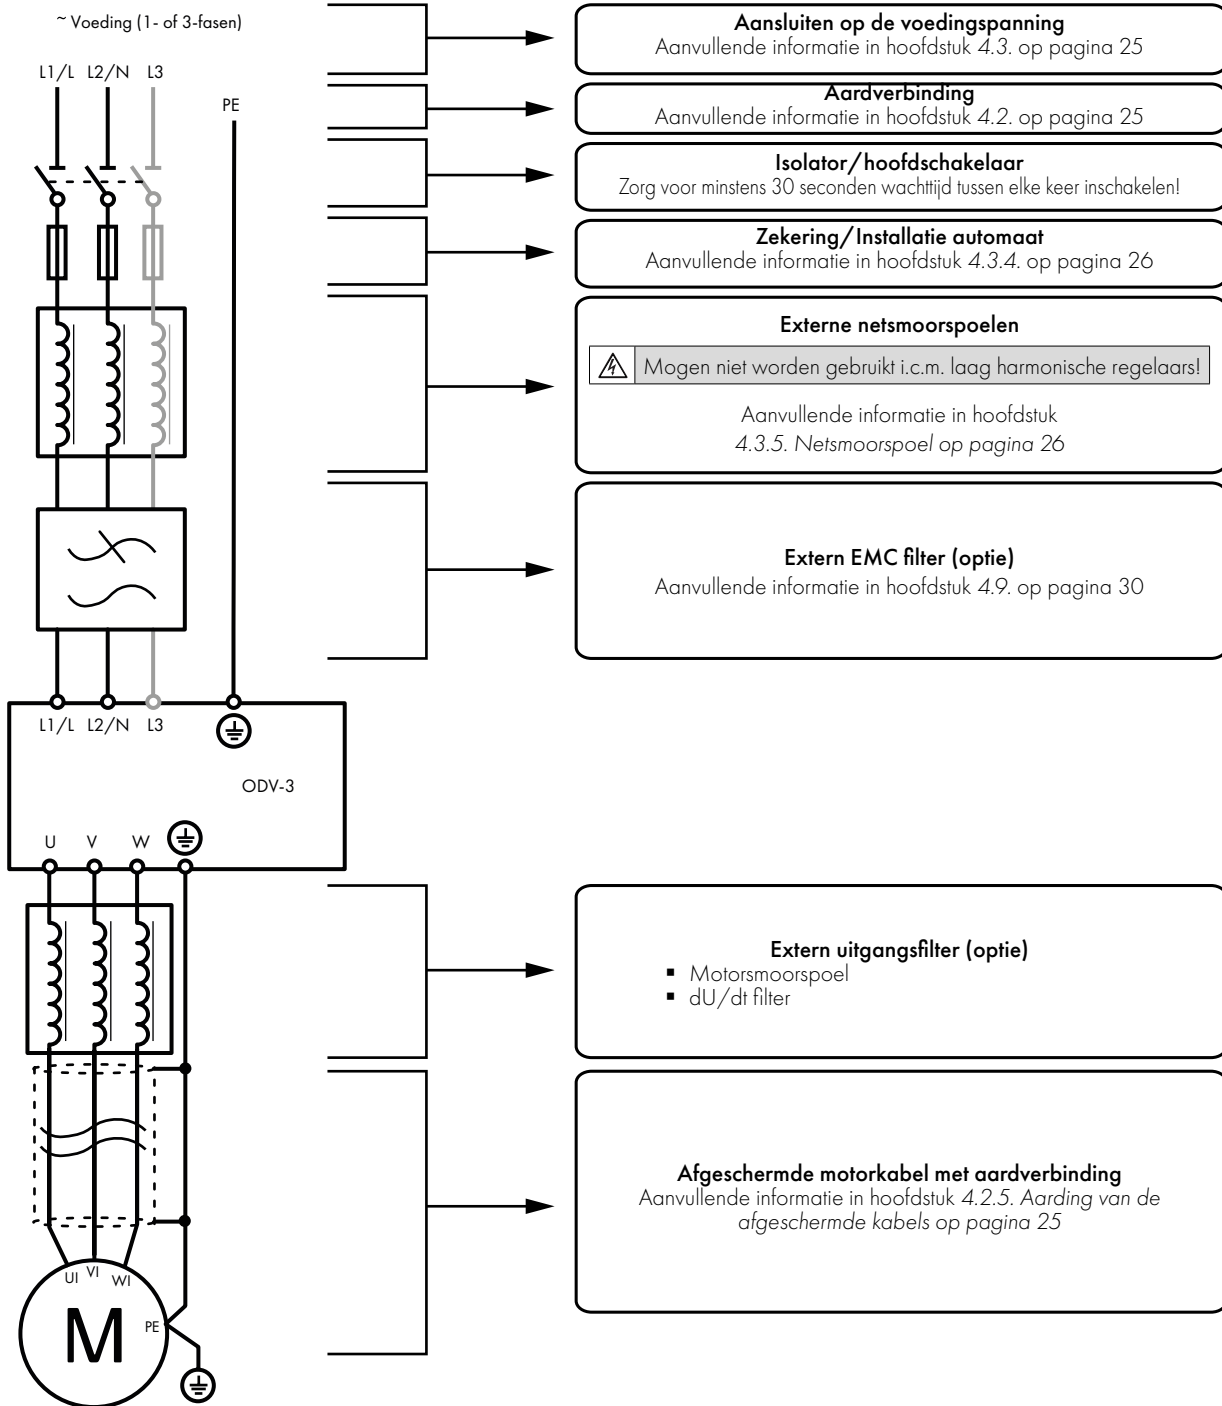 ~ Voeding (1- of 3-fasen)
L1/L L2/N L3
PE
Aansluiten op de voedingspanning
Aanvullende informatie in hoofdstuk 4.3. op pagina 25
Aardverbinding
Aanvullende informatie in hoofdstuk 4.2. op pagina 25
Isolator/hoofdschakelaar
Zorg voor minstens 30 seconden wachttijd tussen elke keer inschakelen!
Zekering/Installatie automaat
Aanvullende informatie in hoofdstuk 4.3.4. op pagina 26
Externe netsmoorspoelen
Mogen niet worden gebruikt i.c.m. laag harmonische regelaars!
Aanvullende informatie in hoofdstuk
4.3.5. Netsmoorspoel op pagina 26
Extern EMC filter (optie)
Aanvullende informatie in hoofdstuk 4.9. op pagina 30
L1/L L2/N L3
ODV-3
U V W
Extern uitgangsfilter (optie)
▪ Motorsmoorspoel
▪ dU/dt filter
Afgeschermde motorkabel met aardverbinding
Aanvullende informatie in hoofdstuk 4.2.5. Aarding van de
afgeschermde kabels op pagina 25
UI VI WI
M
PE